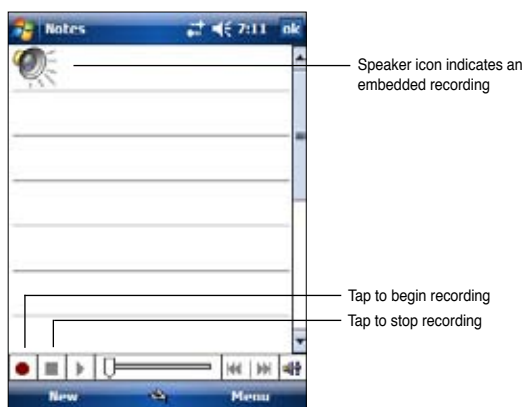 Notes 7:11 ok
Speaker icon indicates an
embedded recording
Tap to begin recording
Tap to stop recording
New Menu